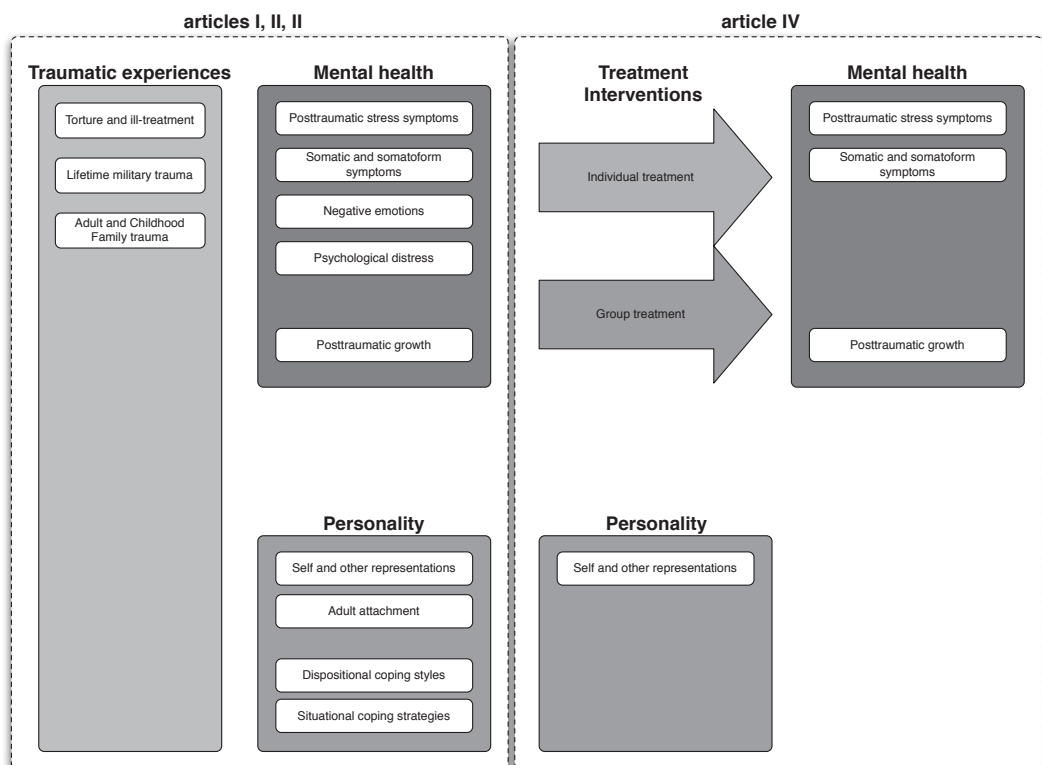 articles I, II, II
Traumatic experiences
Torture and ill-treatment
Lifetime military trauma
Adult and Childhood
Family trauma
Mental health
Posttraumatic stress symptoms
Somatic and somatoform
symptoms
Negative emotions
Psychological distress
Posttraumatic growth
Personality
Self and other representations
Adult attachment
Dispositional coping styles
Situational coping strategies
article IV
Treatment
Interventions
Individual treatment
Group treatment
Mental health
Posttraumatic stress symptoms
Somatic and somatoform
symptoms
Posttraumatic growth
Personality
Self and other representations